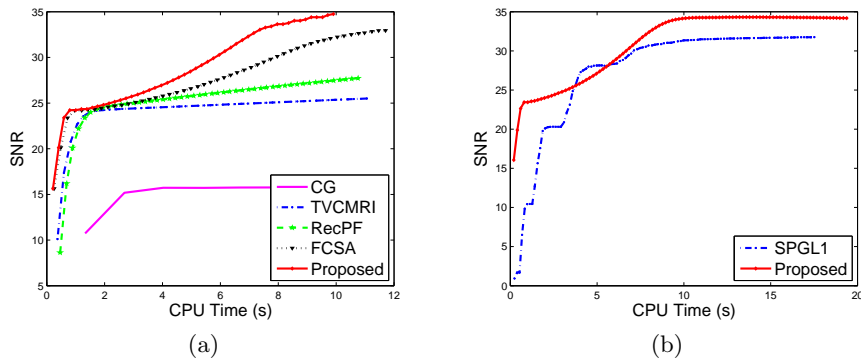 35
30
25
20
15
10
5
SNR
0
2
4
6
8
10
12
CPU Time (s)
CG
TVCMRI
RecPF
FCSA
Proposed
(a)
35
30
25
20
15
10
5
0
SNR
0
5
10
15
20
CPU Time (s)
SPGL1
Proposed
(b)